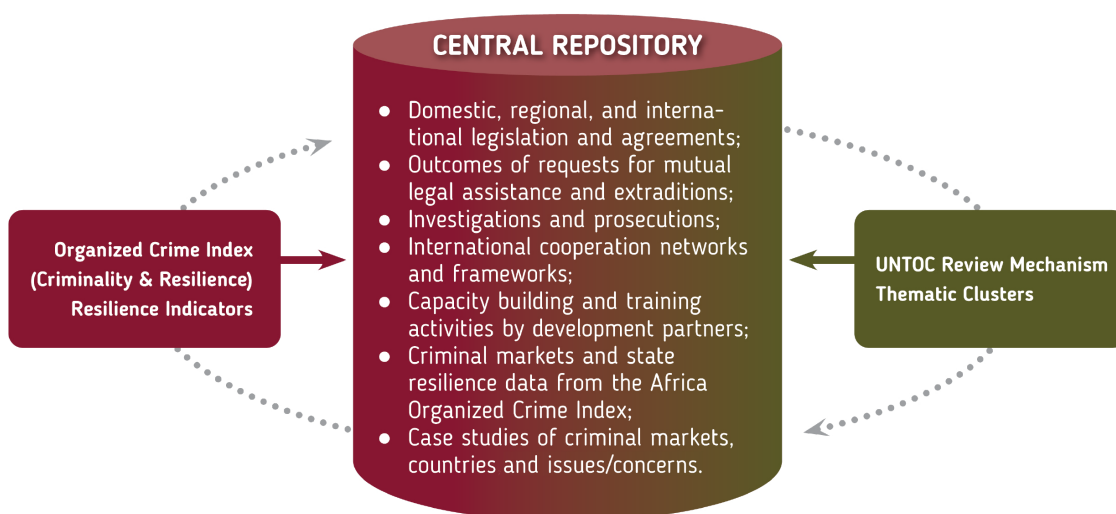 CENTRAL REPOSITORY
● Domestic, regional, and interna-
tional legislation and agreements;
● Outcomes of requests for mutual
legal assistance and extraditions;
● Investigations and prosecutions;
● International cooperation networks
and frameworks;
● Capacity building and training
activities by development partners;
● Criminal markets and state
resilience data from the Africa
Organized Crime Index;
● Case studies of criminal markets,
countries and issues/concerns.
Organized Crime Index
(Criminality & Resilience)
Resilience Indicators
UNTOC Review Mechanism
Thematic Clusters